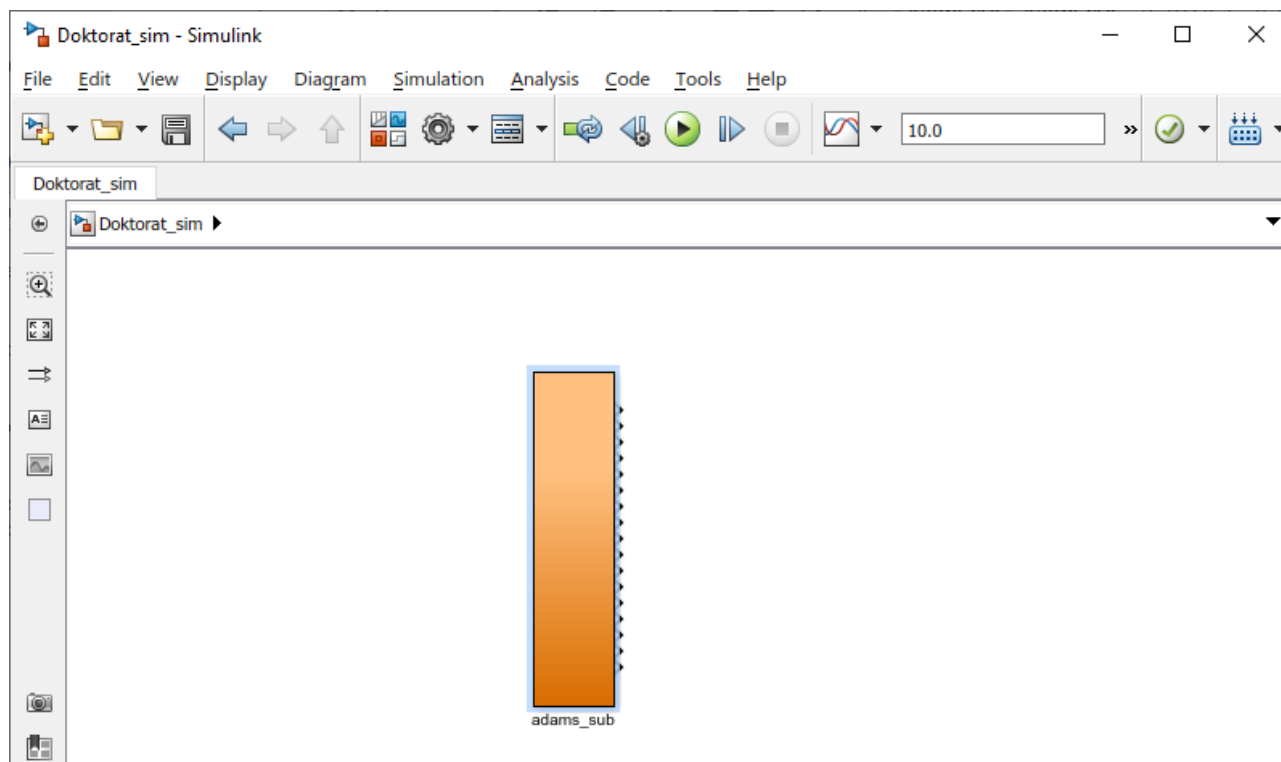 Doktorat_sim - Simulink
File Edit View Display Diagram Simulation Analysis Code Tools Help
10.0 »
Doktorat_sim
Doktorat_sim
adams_sub